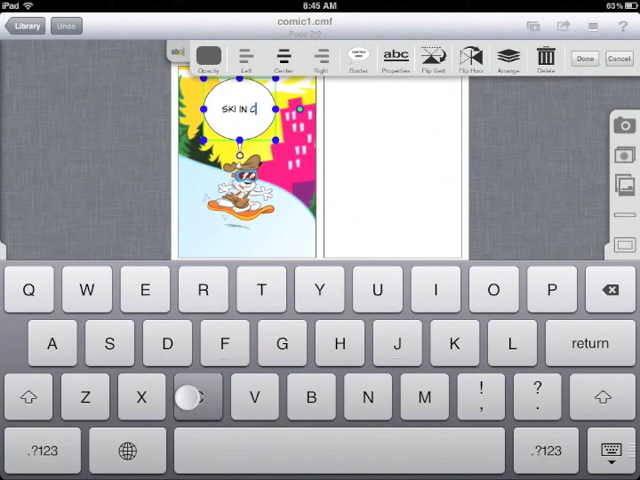 iPad
8:45 AM
63%
Library
Undo
comic1.cmf
Page 2/2
?
abc
Opacity
Left
Center
Right
Border
abc
Properties
Flip Vert
Flip Horz
Arrange
Delete
Done
Cancel
SKI IN C
Q W E R T Y U I O P
A S D F G H J K L
return
Z X C V B N M ! , ? .
.?123
.?123